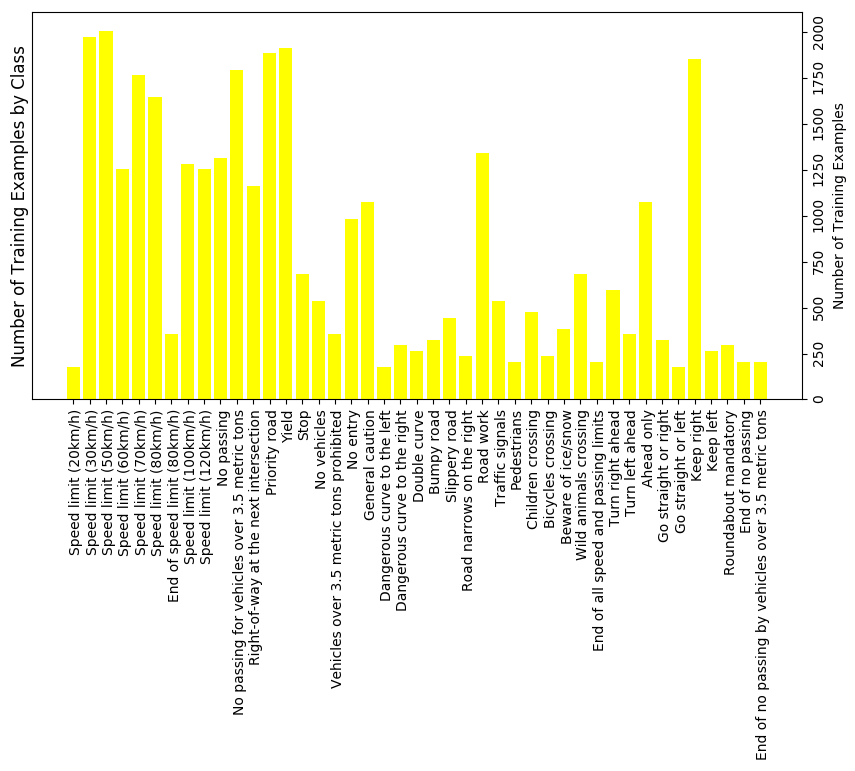 Number of Training Examples by Class
Number of Training Examples
0
250
500
750
1000
1250
1500
1750
2000
Speed limit (20km/h)
Speed limit (30km/h)
Speed limit (50km/h)
Speed limit (60km/h)
Speed limit (70km/h)
Speed limit (80km/h)
End of speed limit (80km/h)
Speed limit (100km/h)
Speed limit (120km/h)
No passing
No passing for vehicles over 3.5 metric tons
Right-of-way at the next intersection
Priority road
Yield
Stop
No vehicles
Vehicles over 3.5 metric tons prohibited
No entry
General caution
Dangerous curve to the left
Dangerous curve to the right
Double curve
Bumpy road
Slippery road
Road narrows on the right
Road work
Traffic signals
Pedestrians
Children crossing
Bicycles crossing
Beware of ice/snow
Wild animals crossing
End of all speed and passing limits
Turn right ahead
Turn left ahead
Ahead only
Go straight or right
Go straight or left
Keep right
Keep left
Roundabout mandatory
End of no passing
End of no passing by vehicles over 3.5 metric tons